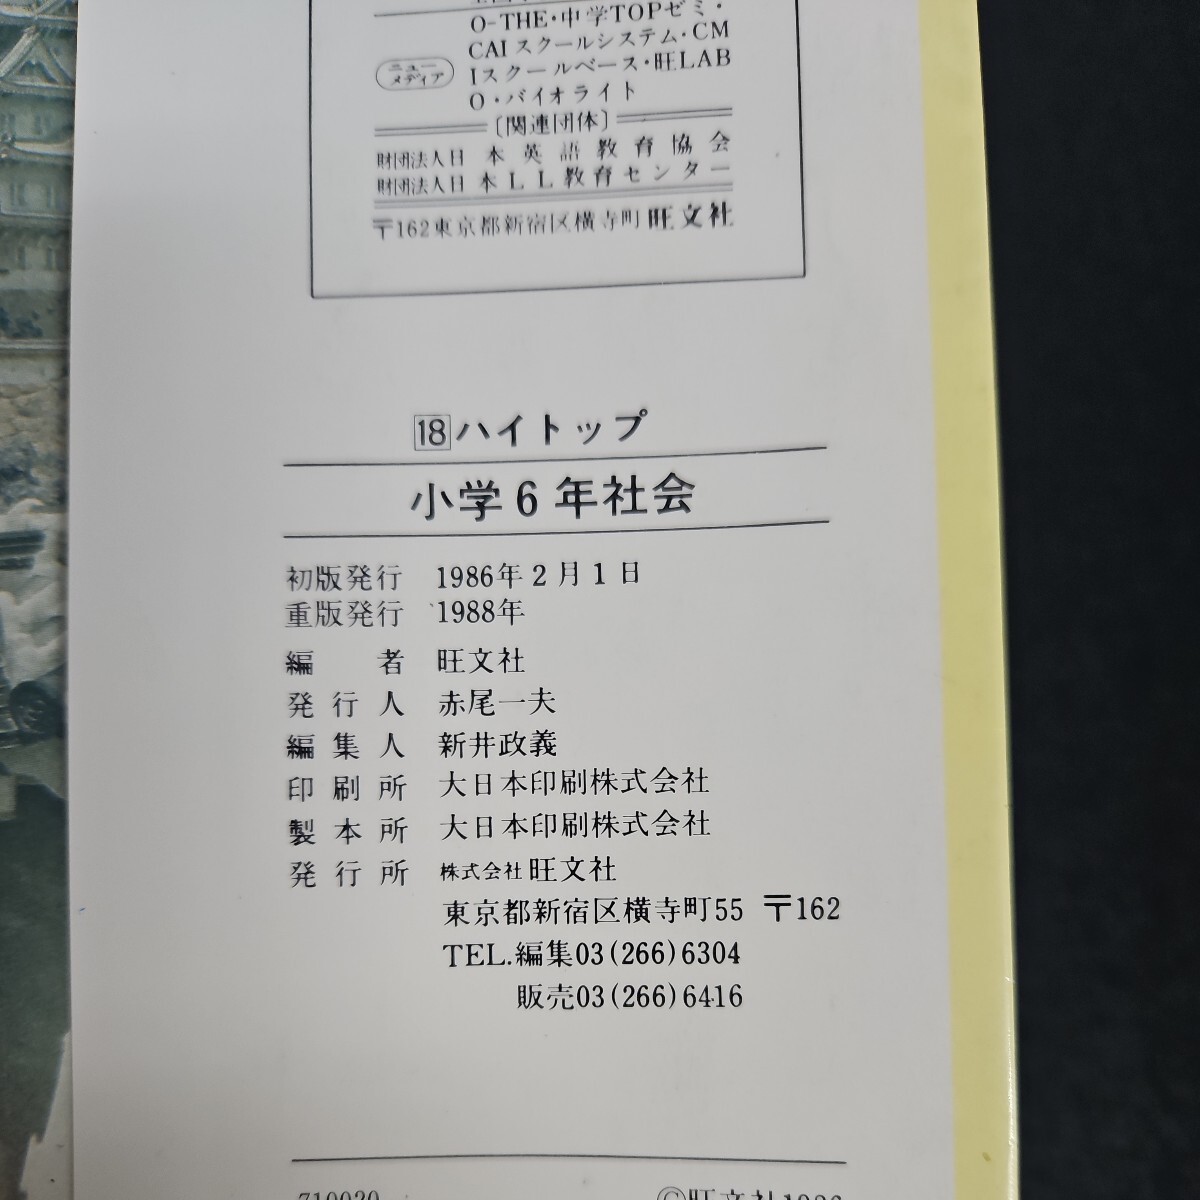 O-THE・中学TOPゼミ・
CAIスクールシステム・CM
ニューメディア
Iスクールベース・旺LAB
O・バイオライト
〔関連団体〕
財団法人日本英語教育協会
財団法人日本LL教育センター
〒162東京都新宿区横寺町 旺文社
18ハイトップ
小学6年社会
初版発行 1986年2月1日
重版発行 1988年
編者 旺文社
発行人 赤尾一夫
編集人 新井政義
印刷所 大日本印刷株式会社
製本所 大日本印刷株式会社
発行所 株式会社旺文社
東京都新宿区横寺町55 〒162
TEL.編集03(266)6304
販売03(266)6416
710020 ©旺文社1986